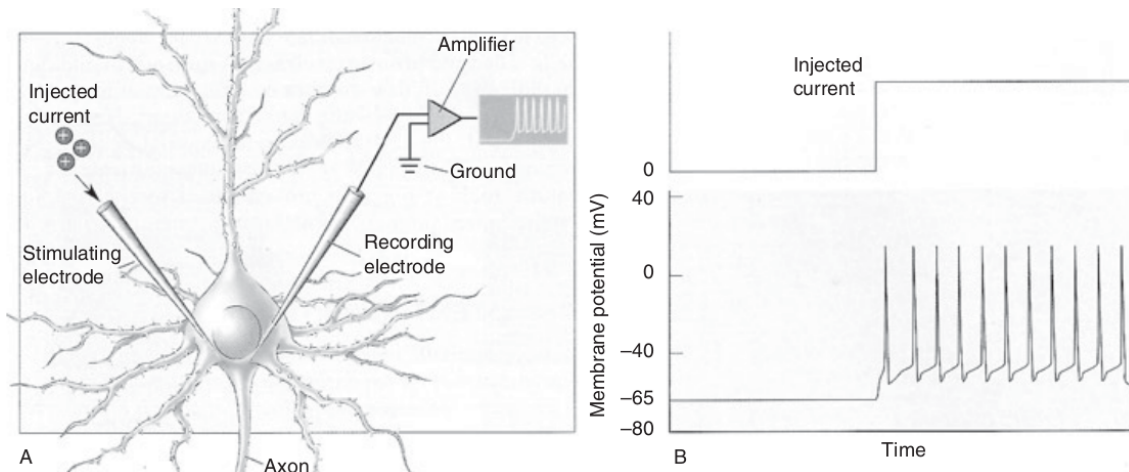 Amplifier
Injected
current
Ground
Stimulating
electrode
Recording
electrode
A
Axon
Injected
current
0
Membrane potential (mV)
40
0
–40
–65
–80
B
Time